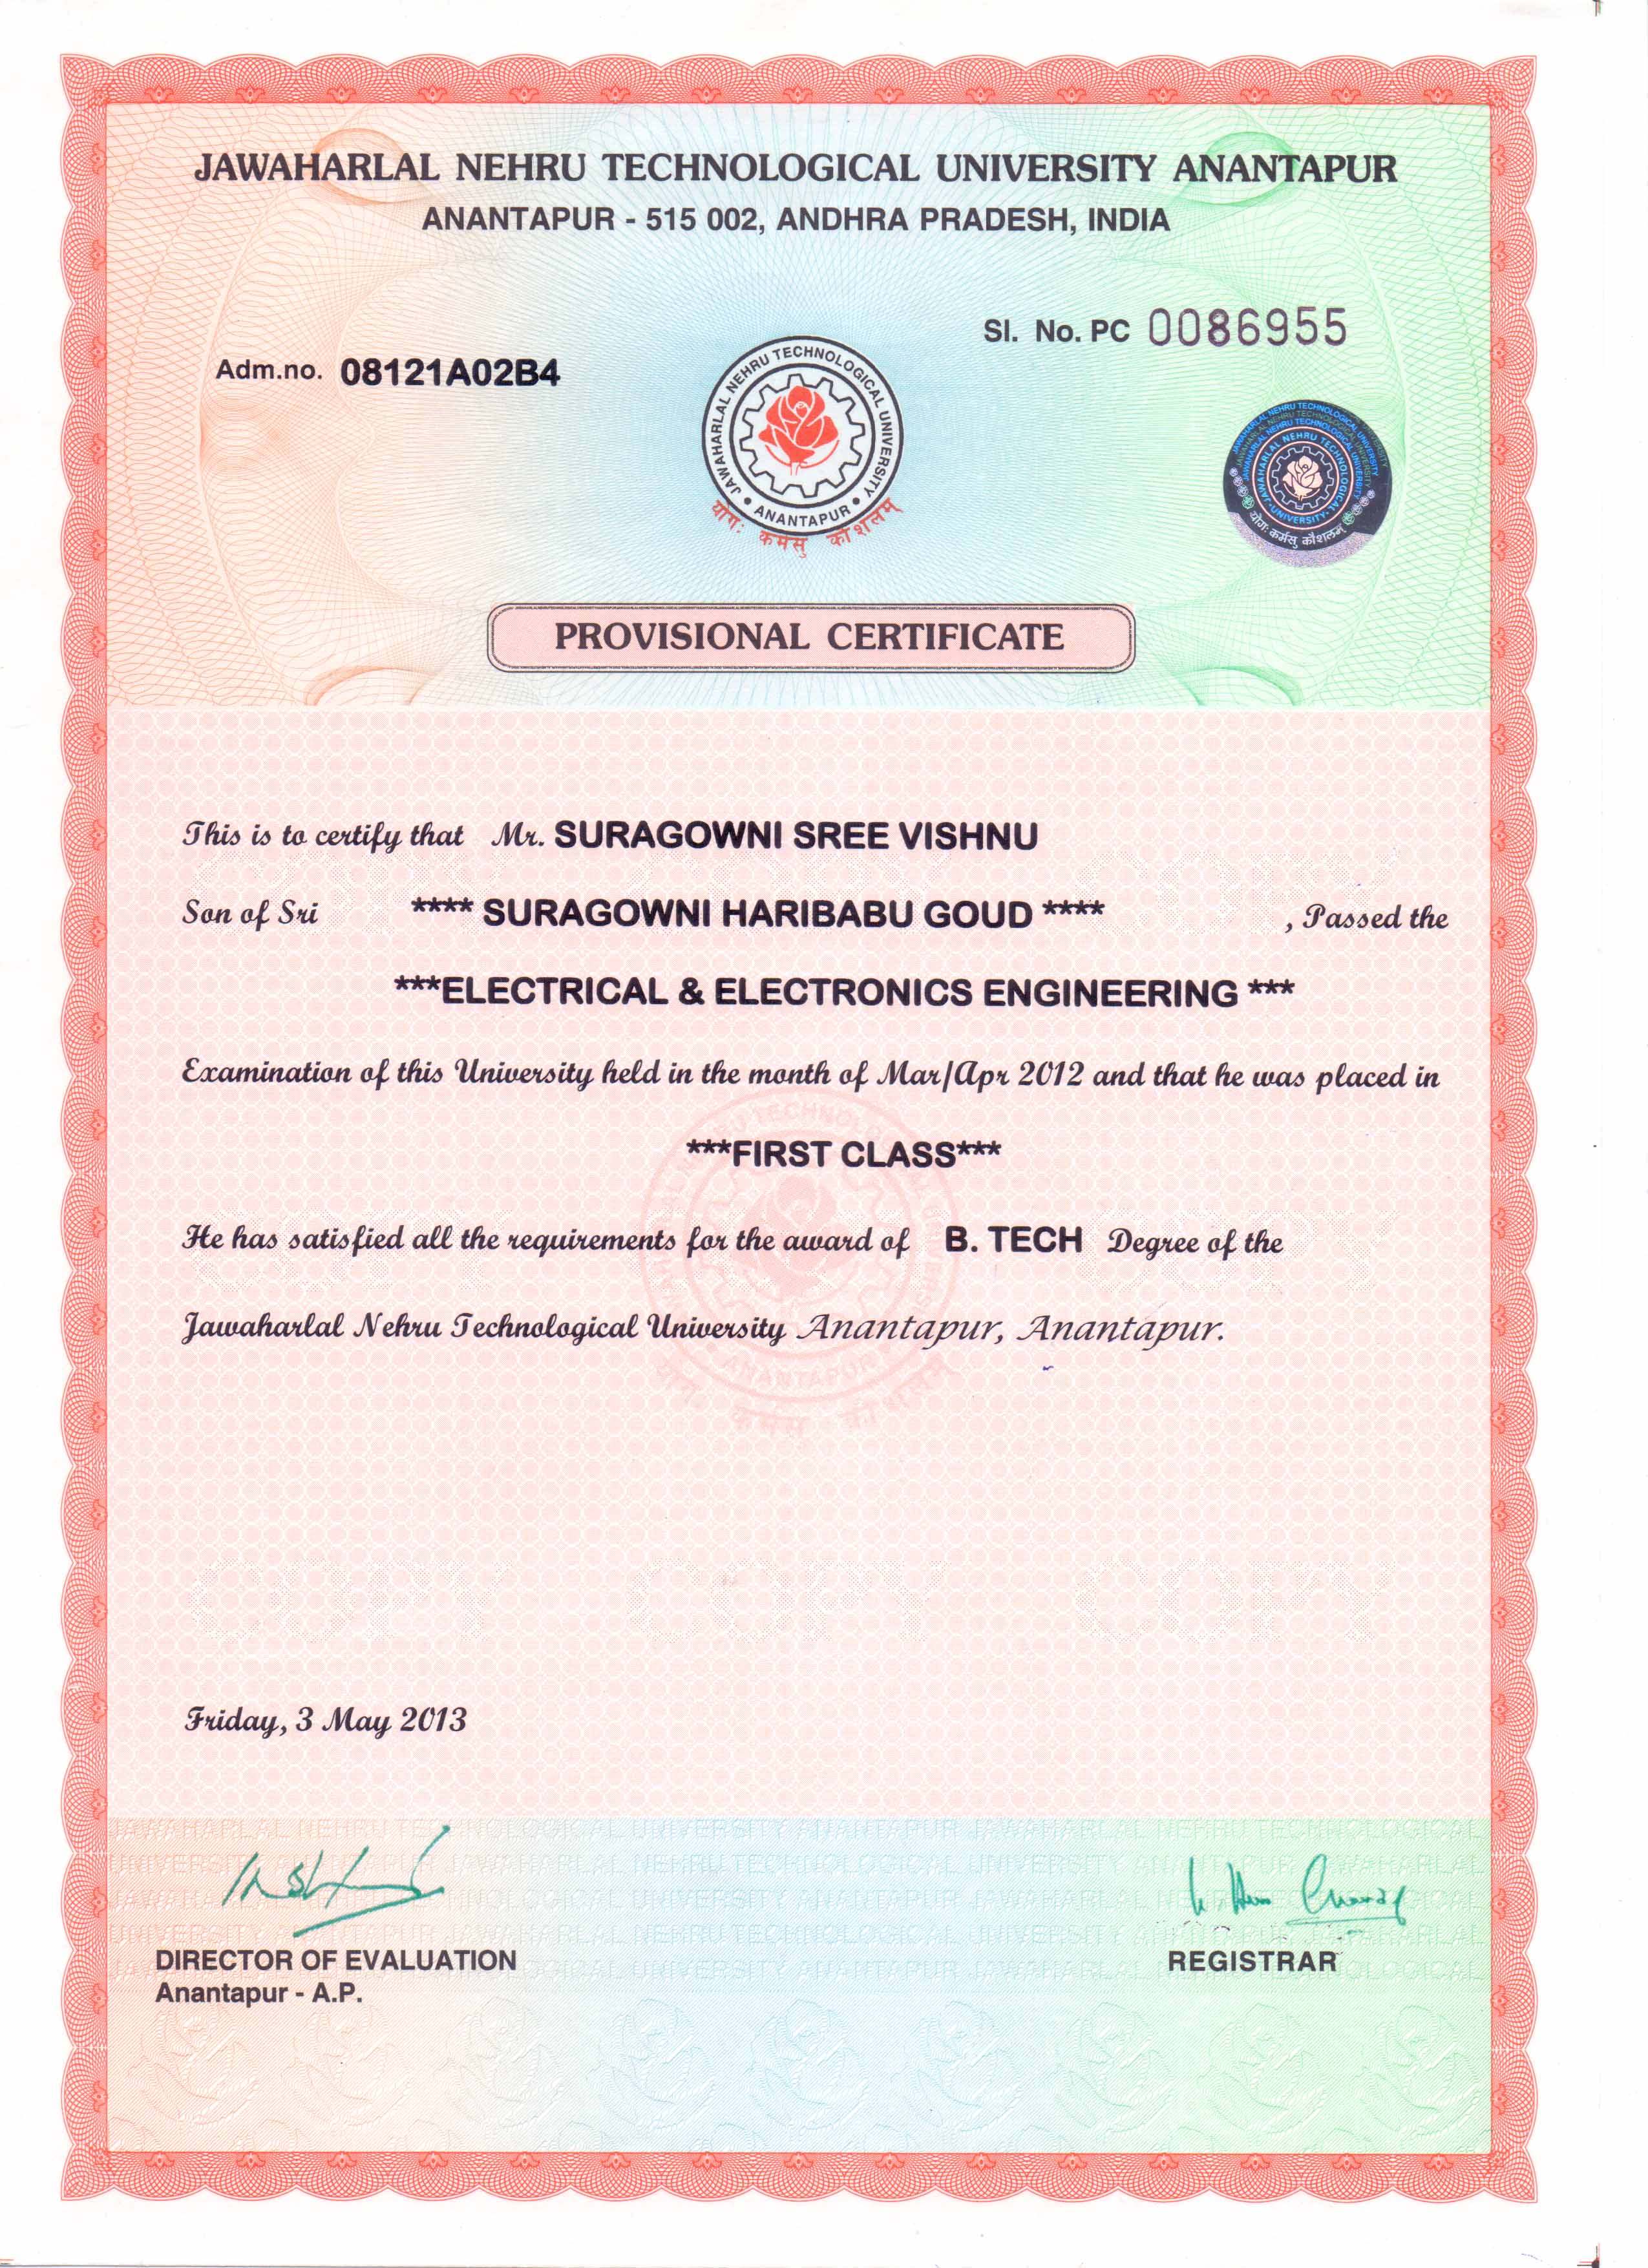 JAWAHARLAL NEHRU TECHNOLOGICAL UNIVERSITY ANANTAPUR
ANANTAPUR - 515 002, ANDHRA PRADESH, INDIA
Sl. No. PC 0086955
Adm.no. 08121A02B4
JAWAHARLAL NEHRU TECHNOLOGICAL UNIVERSITY
• ANANTAPUR •
योगः कर्मसु कौशलम्
JAWAHARLAL NEHRU TECHNOLOGICAL
UNIVERSITY
योगः कर्मसु कौशलम्
PROVISIONAL CERTIFICATE
This is to certify that Mr. SURAGOWNI SREE VISHNU
Son of Sri **** SURAGOWNI HARIBABU GOUD **** , Passed the
***ELECTRICAL & ELECTRONICS ENGINEERING ***
Examination of this University held in the month of Mar/Apr 2012 and that he was placed in
***FIRST CLASS***
He has satisfied all the requirements for the award of B. TECH Degree of the
Jawaharlal Nehru Technological University Anantapur, Anantapur.
COPY COPY COPY
Friday, 3 May 2013
DIRECTOR OF EVALUATION
Anantapur - A.P.
REGISTRAR